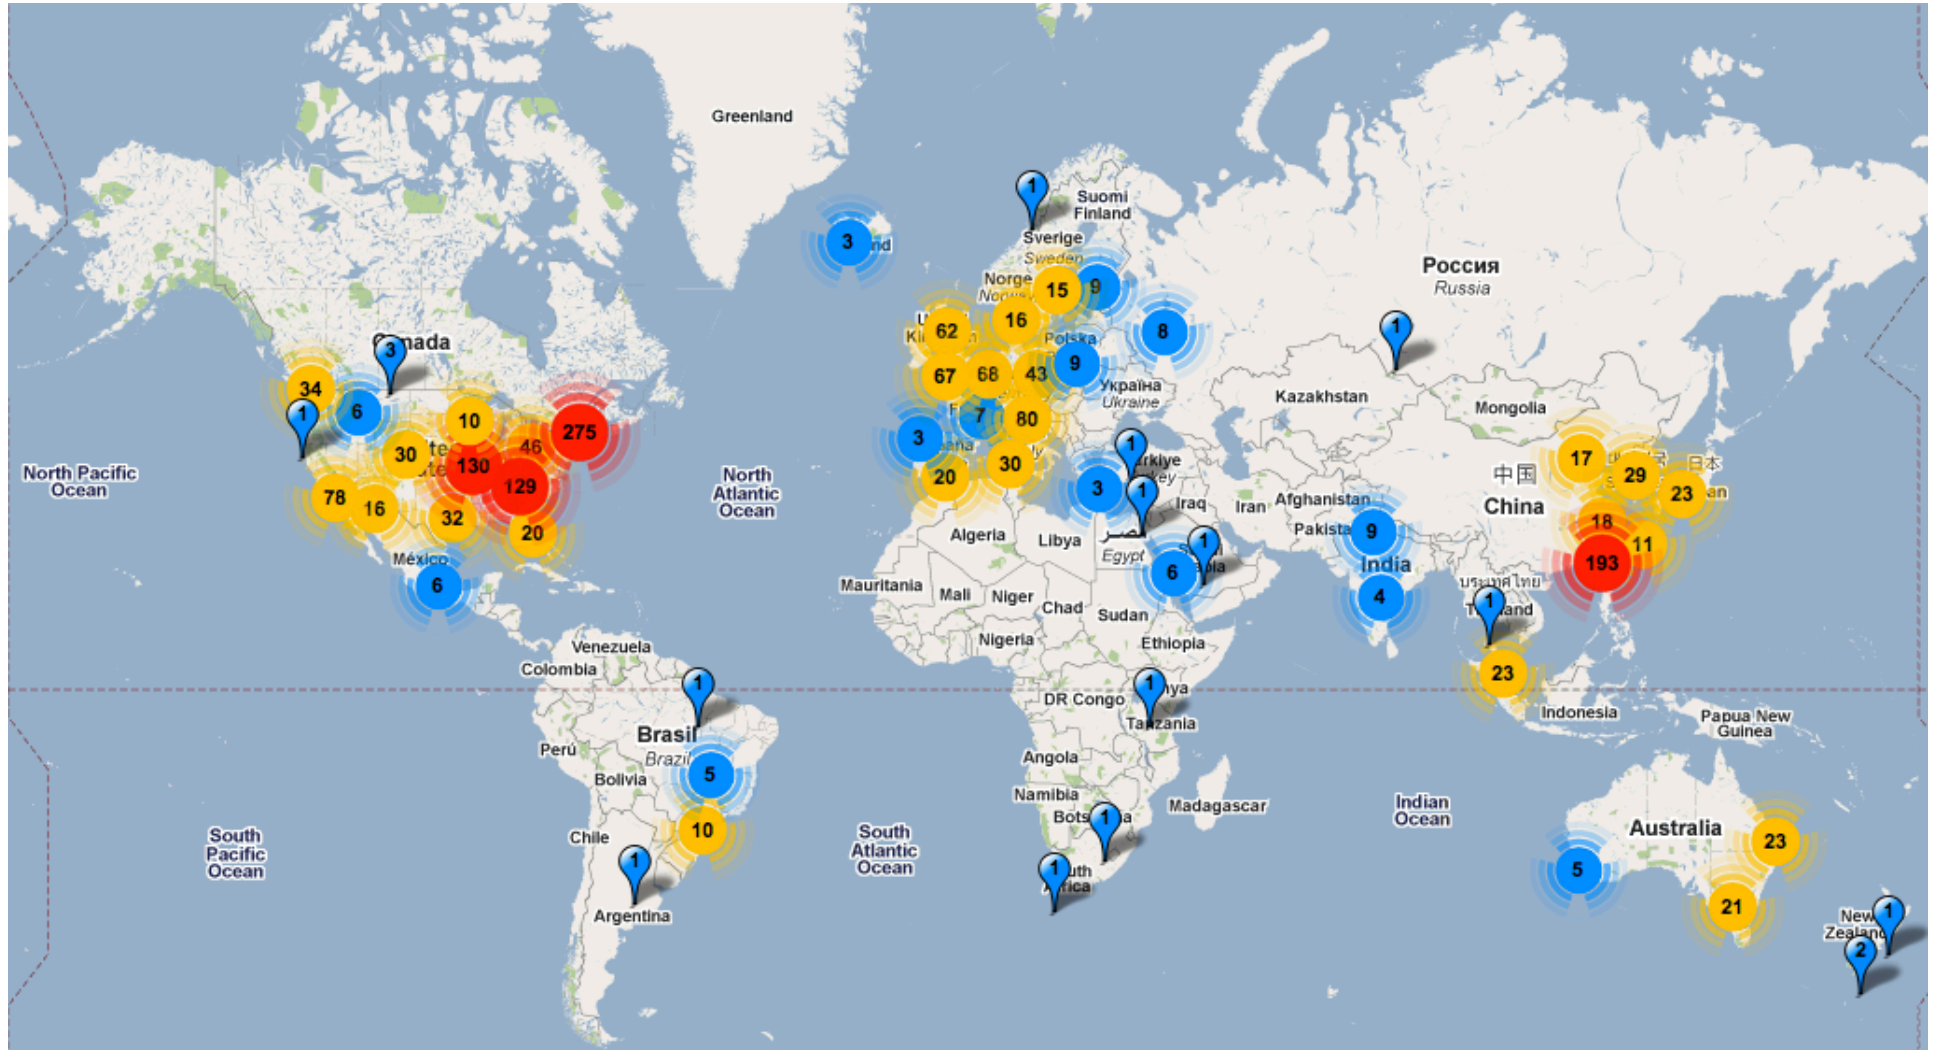 Greenland
1
Suomi
Finland
3
nd
Sverige
Sweden
Norge
15
9
Россия
Russia
62
16
8
1
Polska
3
nada
67
68
43
9
Україна
Ukraine
Kazakhstan
Mongolia
34
1
6
10
46
275
7
80
3
30
130
129
78
16
32
20
North Pacific
Ocean
North
Atlantic
Ocean
20
30
3
1
1
Iraq
Iran
Afghanistan
Pakista
9
中国
China
17
29
日本
23
18
11
193
Algeria
Libya
Egypt
México
6
6
1
India
4
Mauritania
Mali
Niger
Chad
Sudan
Nigeria
Ethiopia
1
Venezuela
Colombia
23
1
1
DR Congo
Tanzania
Indonesia
Papua New
Guinea
Brasil
Brazil
Perú
5
Bolivia
Angola
Namibia
1
Madagascar
Indian
Ocean
10
Chile
South
Pacific
Ocean
South
Atlantic
Ocean
Australia
23
1
1
5
21
Argentina
New
Zealand
1
2